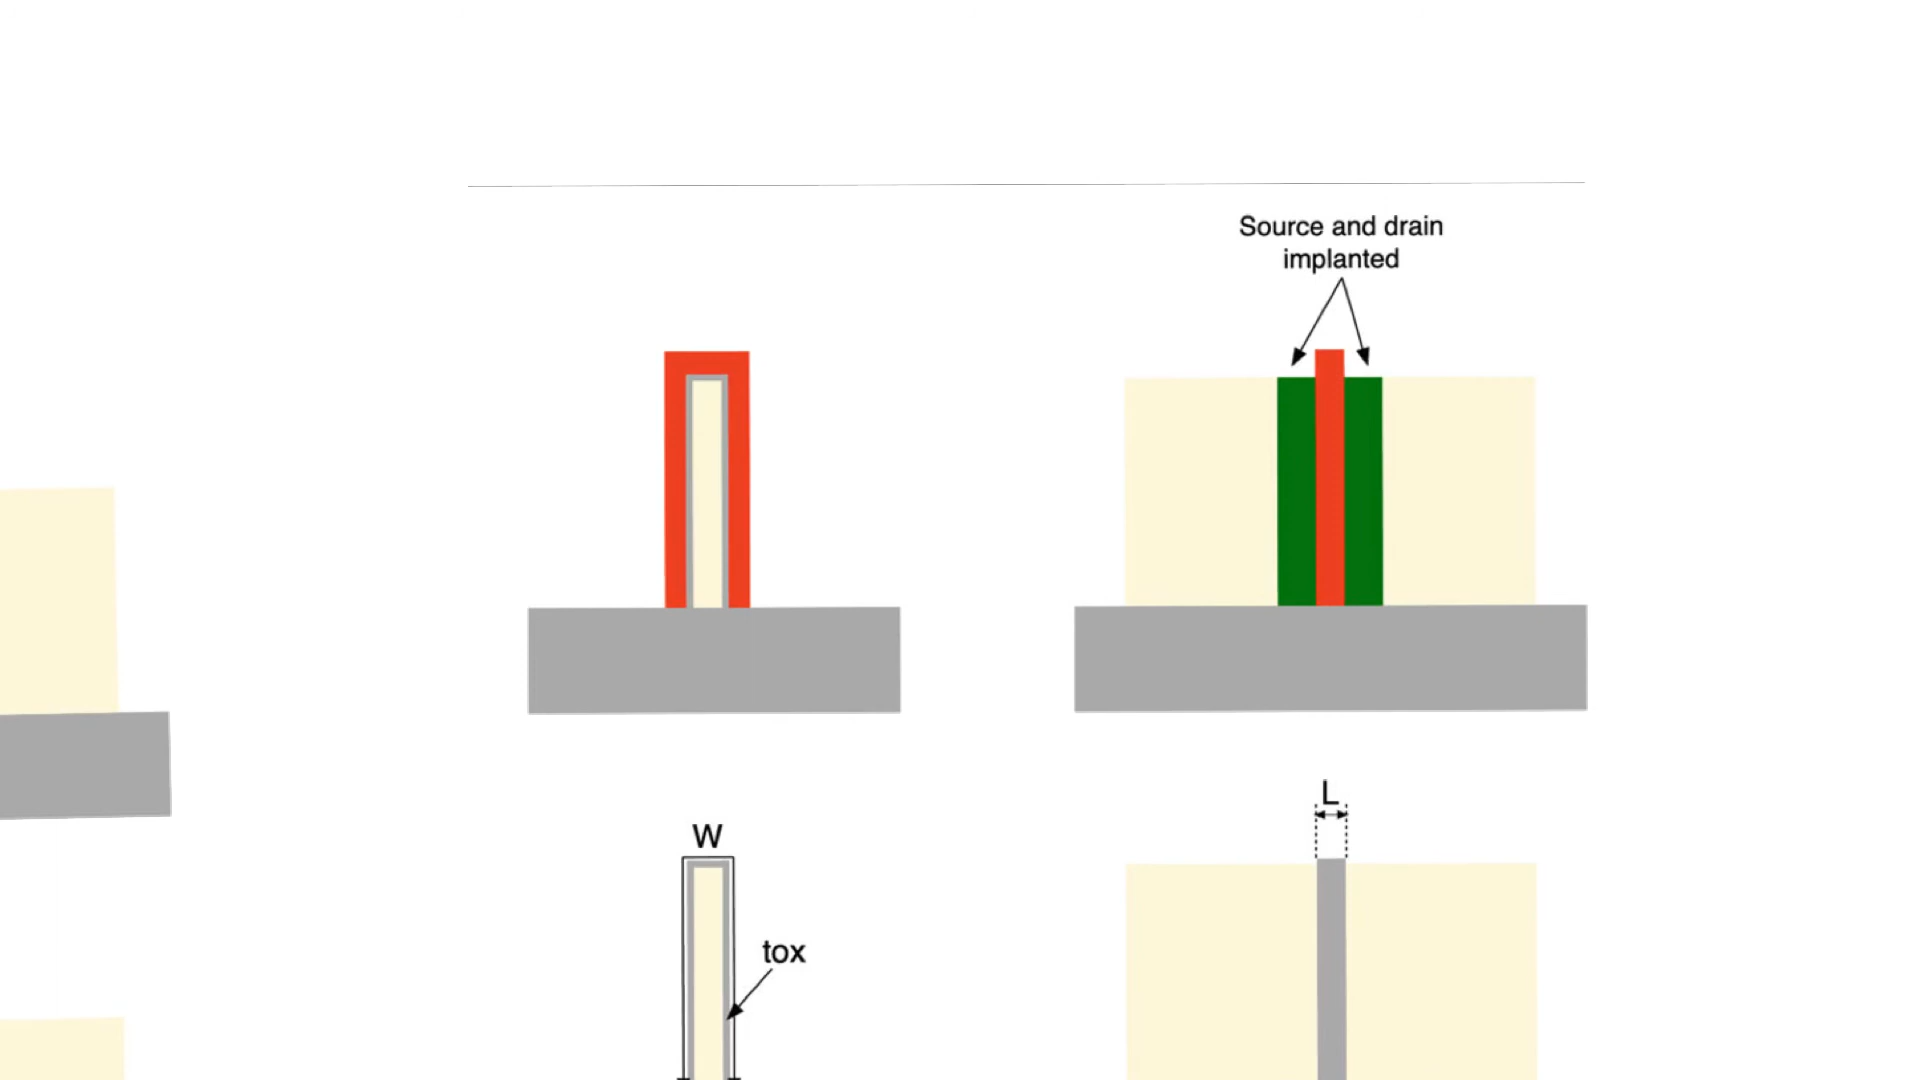 Source and drain
implanted
L
W
tox